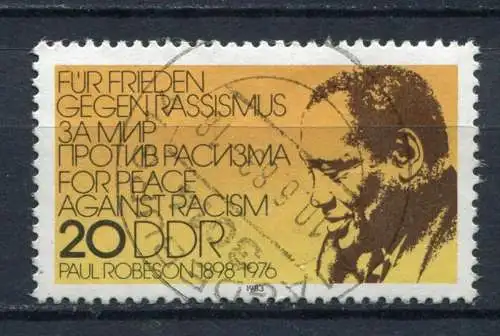 FÜR FRIEDEN
GEGEN RASSISMUS
ЗА МИР
ПРОТИВ РАСИЗМА
FOR PEACE
AGAINST RACISM
20 DDR
PAUL ROBESON 1898-1976
1983